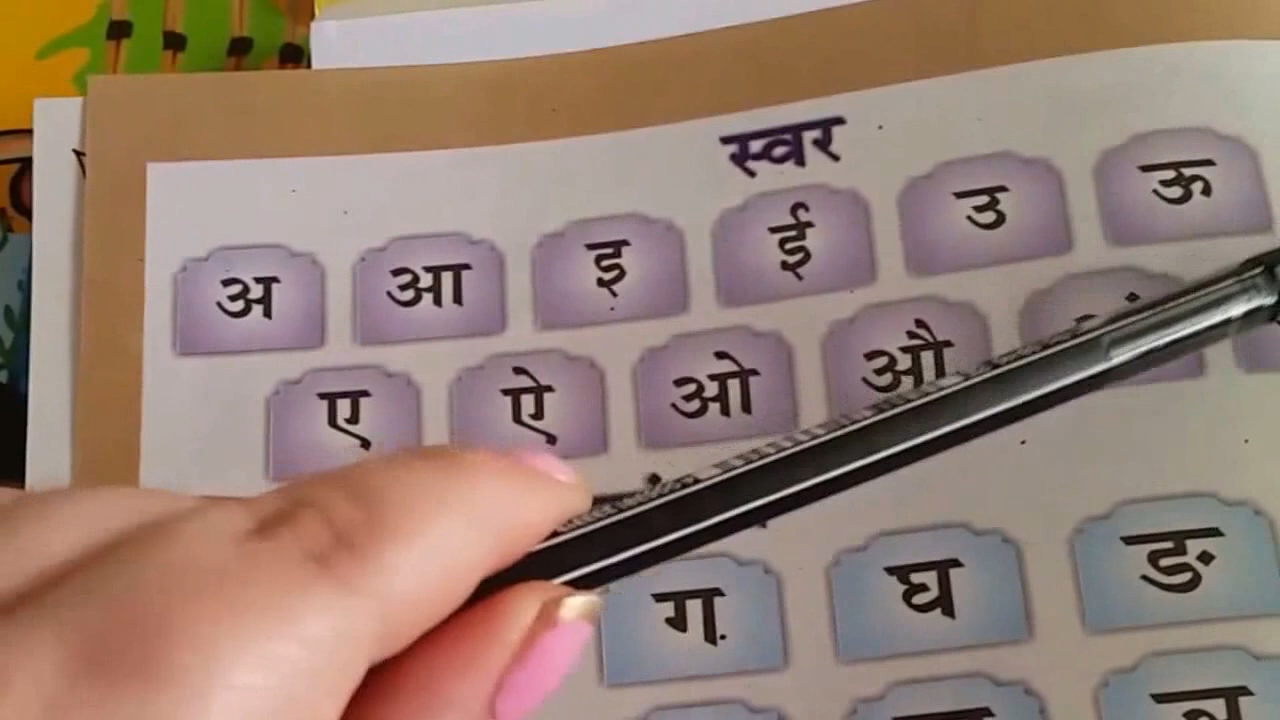 स्वर
अ आ इ ई उ ऊ
ए ऐ ओ औ
ग घ ङ